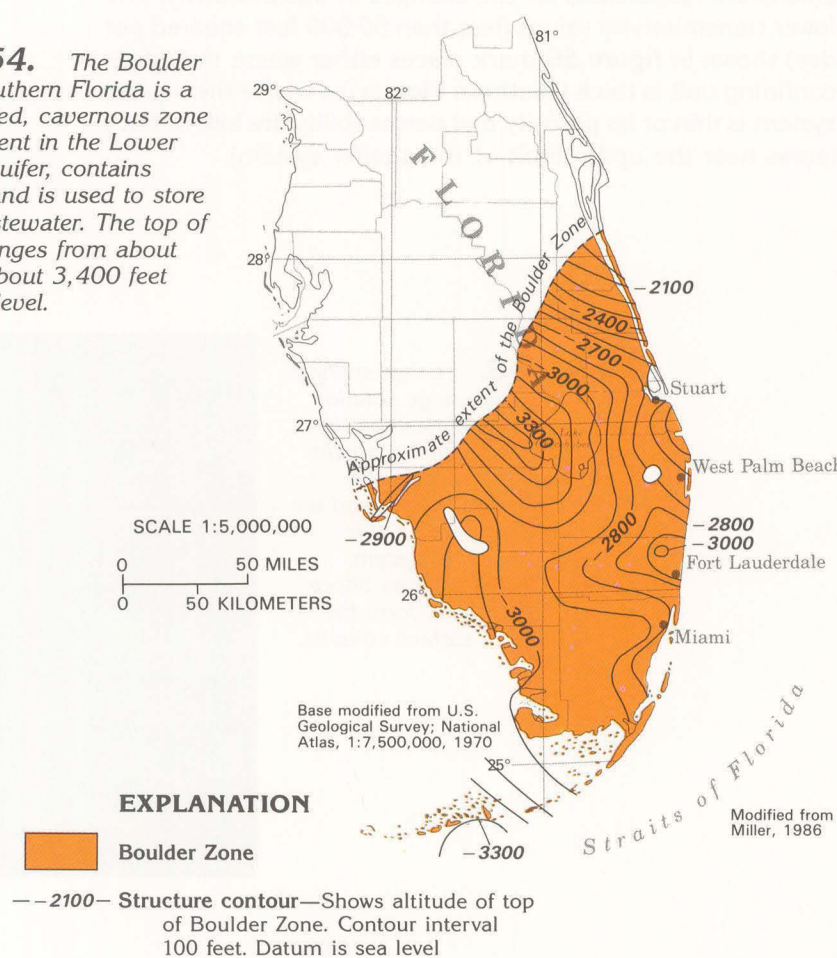 54. The Boulder
uthern Florida is a
ed, cavernous zone
ent in the Lower
uifer, contains
and is used to store
stewater. The top of
nges from about
bout 3,400 feet
level.
81°
82°
29°
FLORIDA
28°
Approximate extent of the Boulder Zone
–2100
2400
2700
3000
3300
Stuart
27°
West Palm Beach
SCALE 1:5,000,000
–2900
–2800
–2800
–3000
0 50 MILES
Fort Lauderdale
0 50 KILOMETERS
26°
–3000
Miami
Base modified from U.S.
Geological Survey; National
Atlas, 1:7,500,000, 1970
25°
Straits of Florida
EXPLANATION
Modified from
Miller, 1986
Boulder Zone
–3300
– –2100– Structure contour—Shows altitude of top
of Boulder Zone. Contour interval
100 feet. Datum is sea level